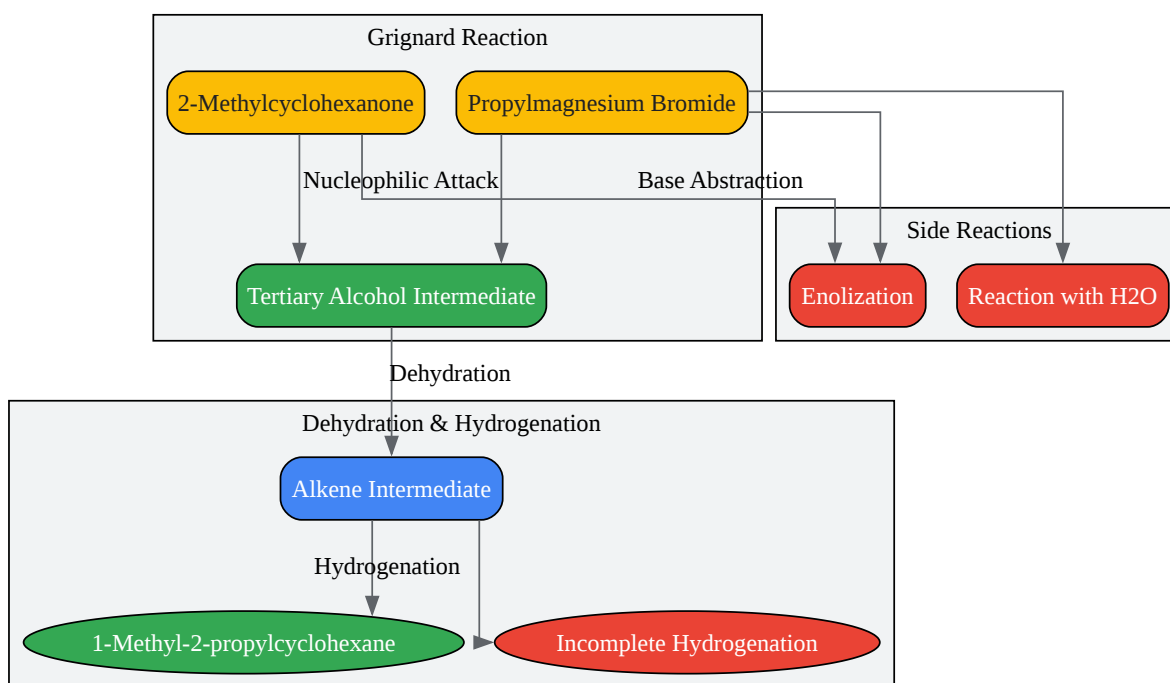 Grignard Reaction
2-Methylcyclohexanone
Propylmagnesium Bromide
Nucleophilic Attack
Base Abstraction
Side Reactions
Tertiary Alcohol Intermediate
Enolization
Reaction with H2O
Dehydration
Dehydration & Hydrogenation
Alkene Intermediate
Hydrogenation
1-Methyl-2-propylcyclohexane
Incomplete Hydrogenation